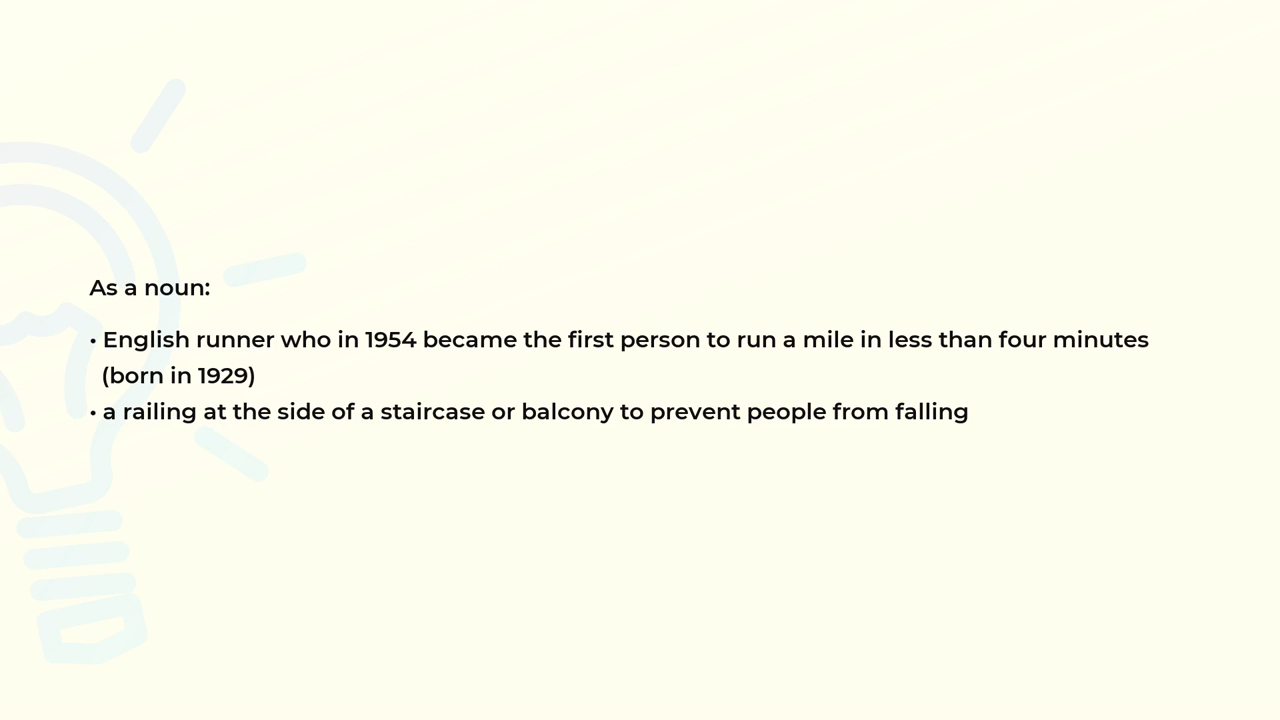 As a noun:
• English runner who in 1954 became the first person to run a mile in less than four minutes
(born in 1929)
• a railing at the side of a staircase or balcony to prevent people from falling